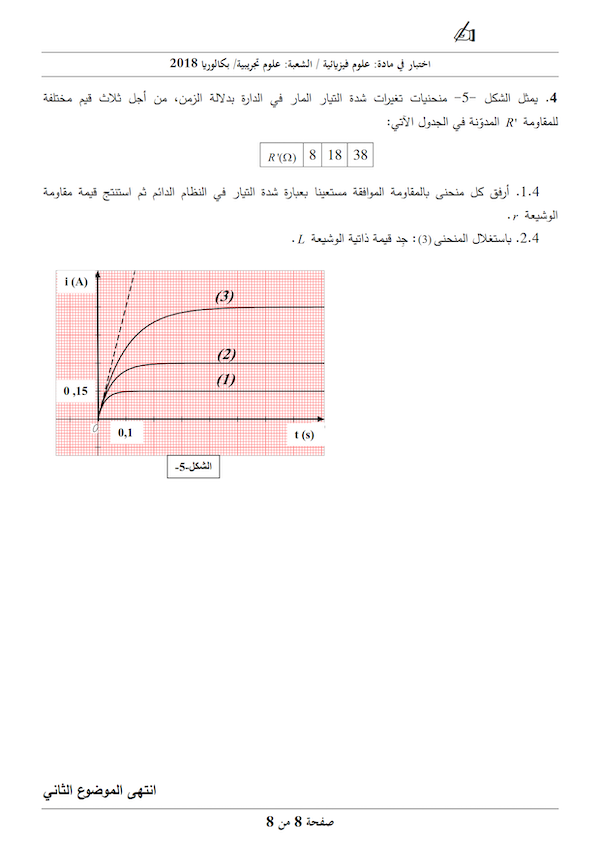 اختبار في مادة: علوم فيزيائية / الشعبة: علوم تجريبية/ بكالوريا 2018
4. يمثل الشكل -5- منحنيات تغيرات شدة التيار المار في الدارة بدلالة الزمن، من أجل ثلاث قيم مختلفة
للمقاومة R' المدوّنة في الجدول الآتي:
R'(Ω) 8 18 38
1.4. أرفق كل منحنى بالمقاومة الموافقة مستعينا بعبارة شدة التيار في النظام الدائم ثم استنتج قيمة مقاومة
الوشيعة r .
2.4. باستغلال المنحنى (3): جِد قيمة ذاتية الوشيعة L .
i (A)
(3)
(2)
(1)
0 ,15
0
0,1
t (s)
الشكل-5-
انتهى الموضوع الثاني
صفحة 8 من 8